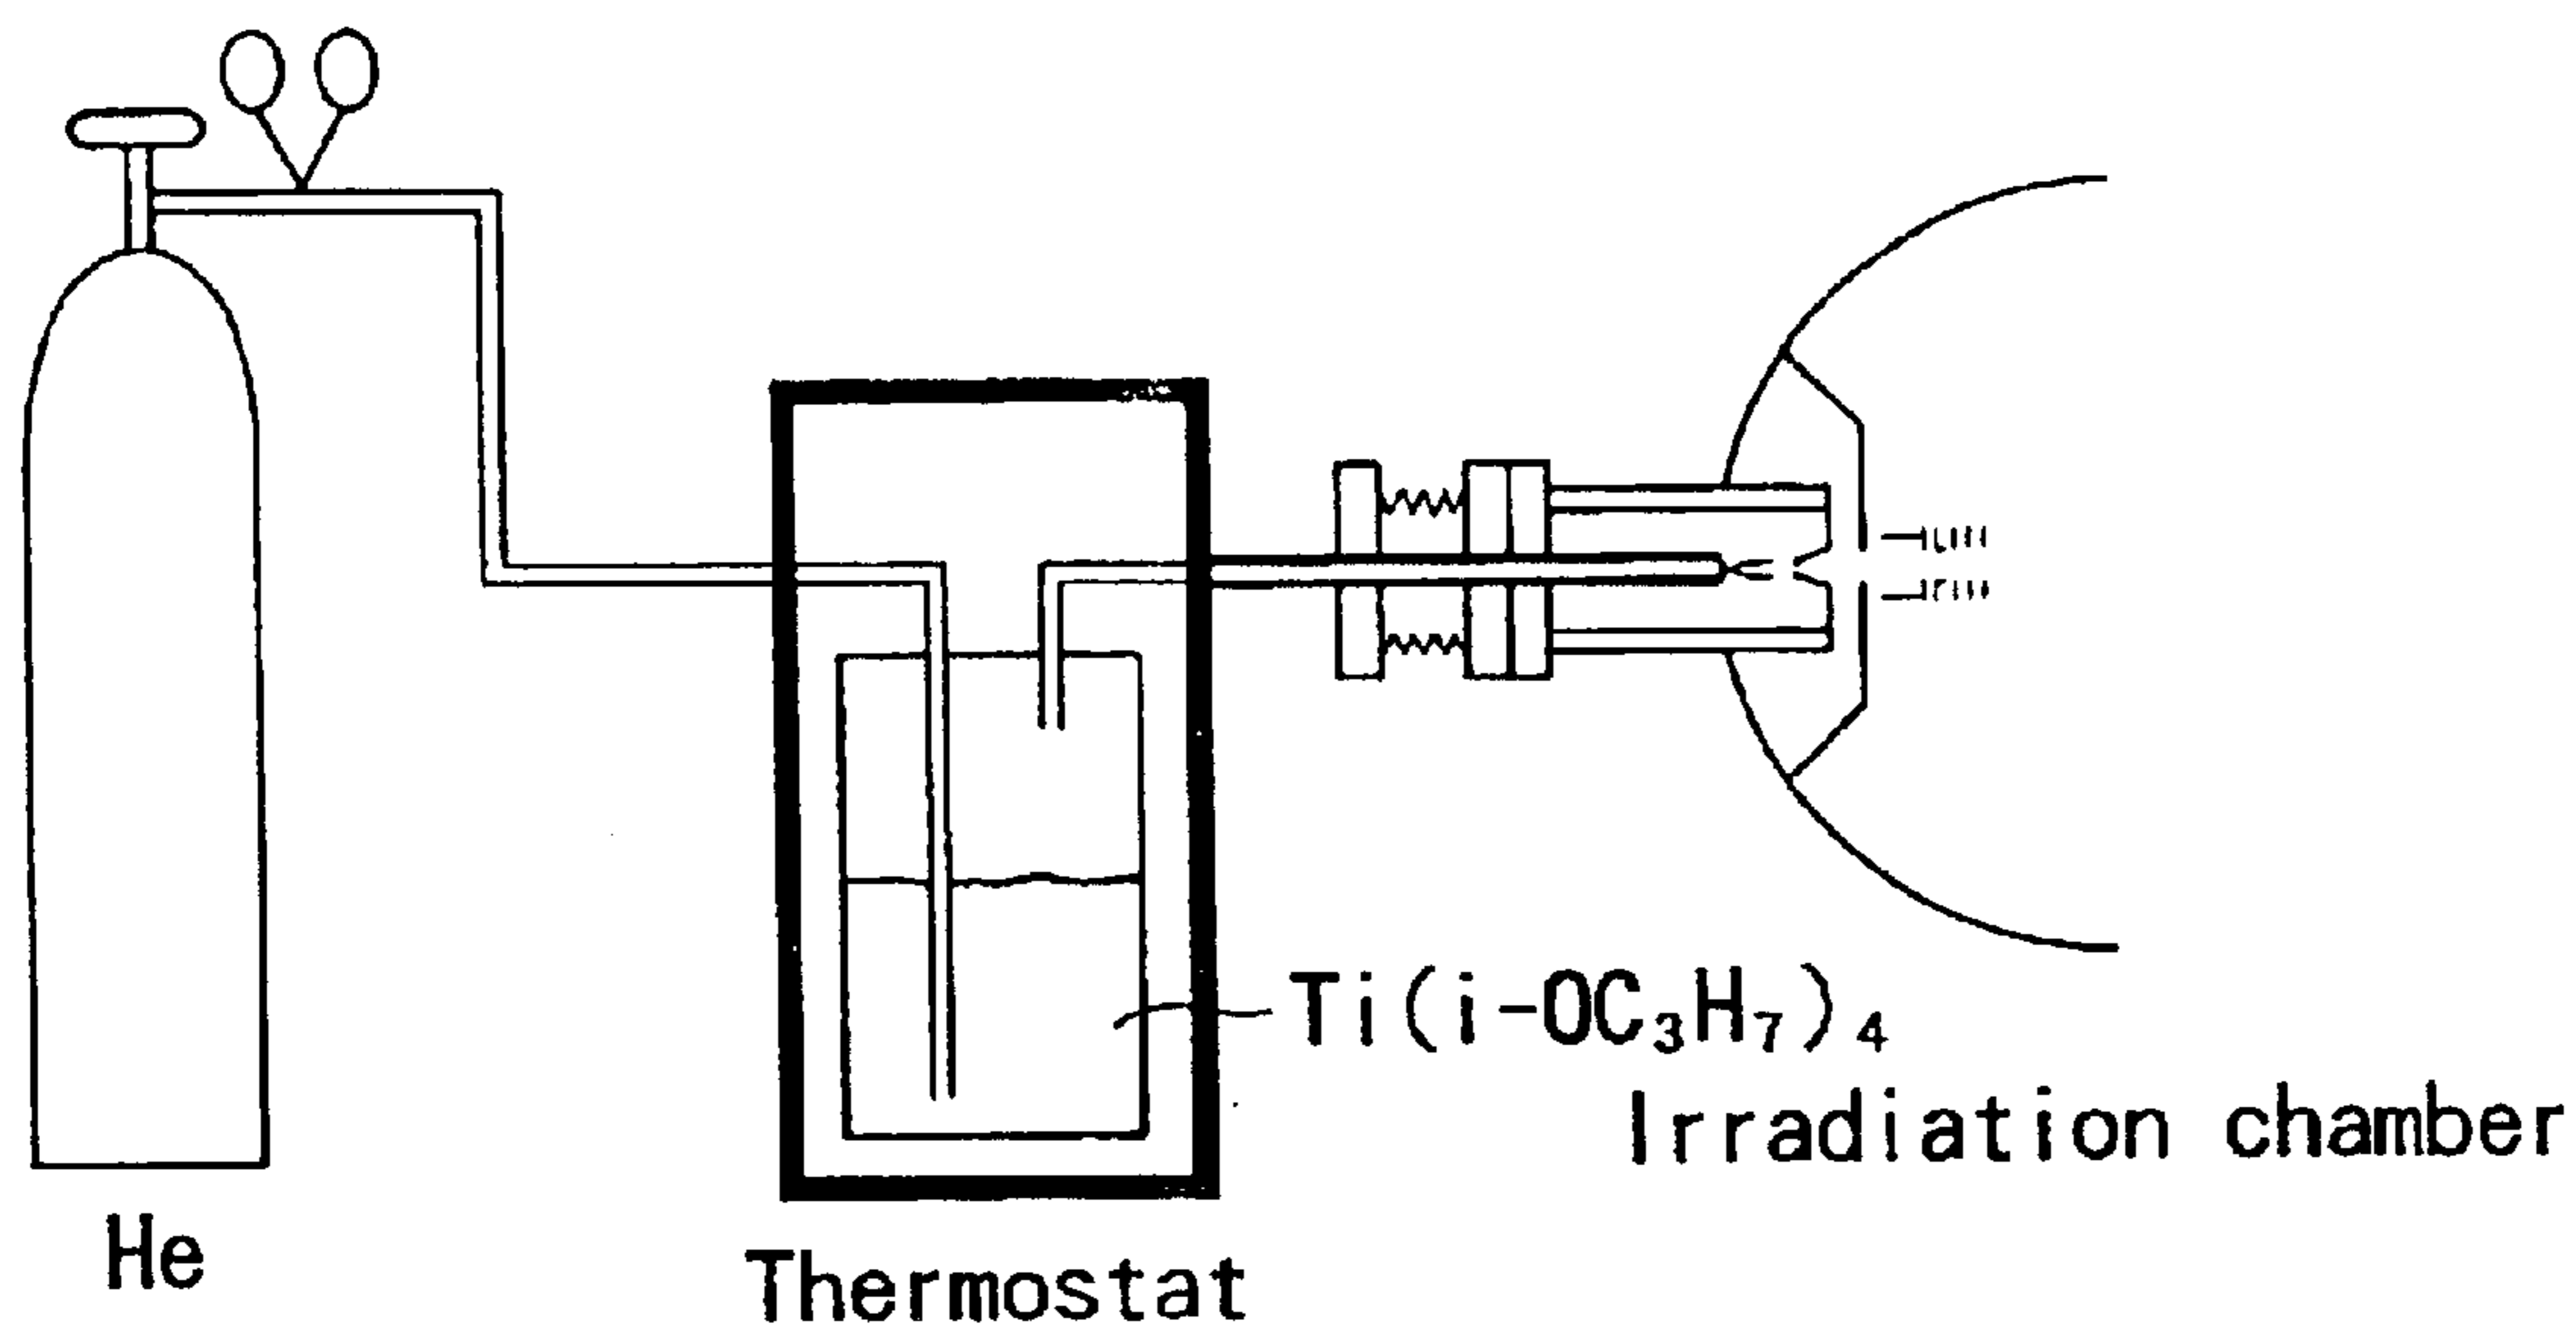 Ti(i-OC₃H₇)₄
Irradiation chamber
He
Thermostat